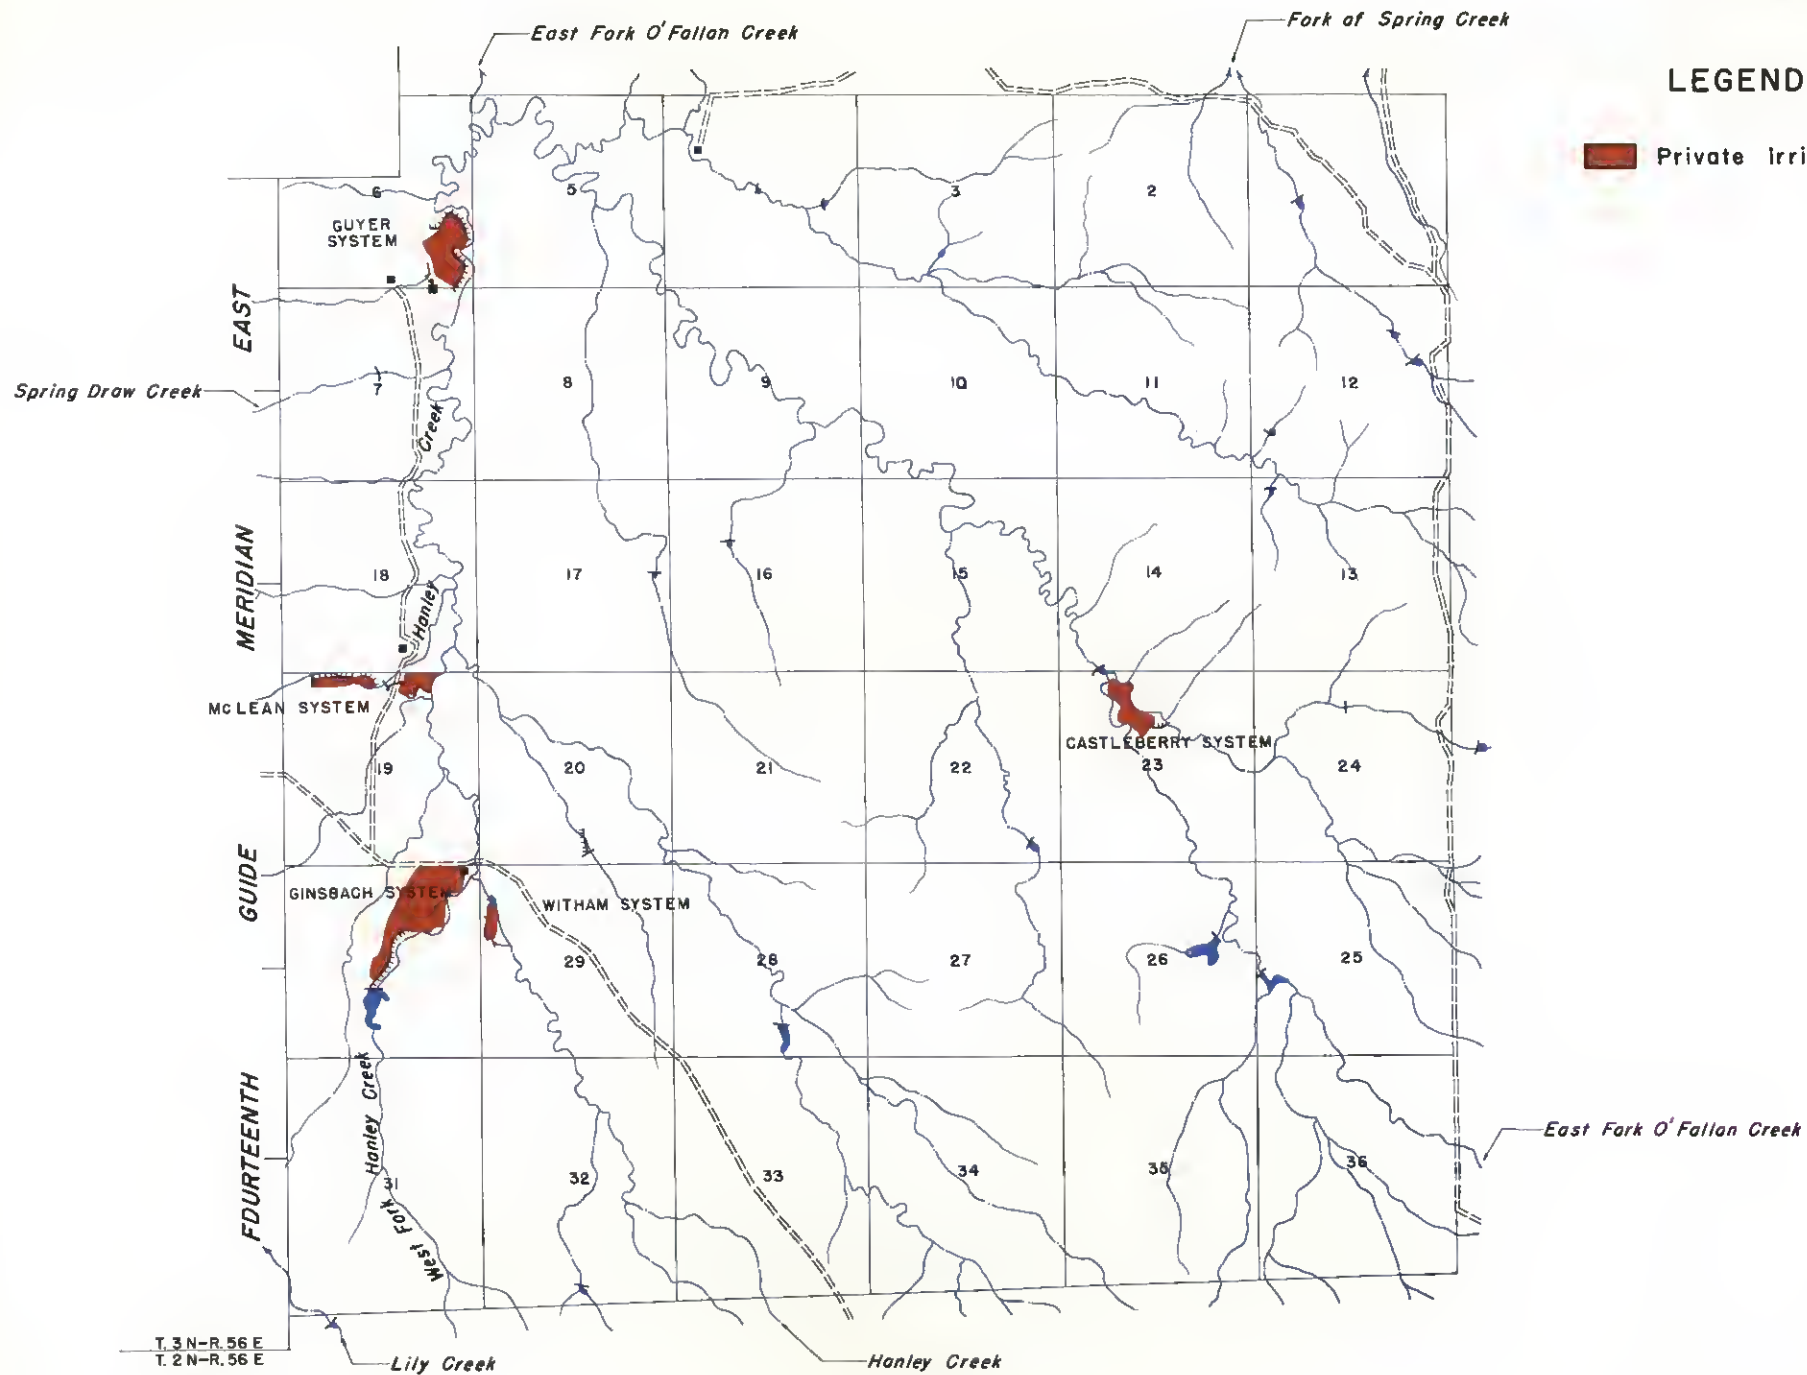 East Fork O'Fallon Creek
Fork of Spring Creek
LEGEND
Private Irri
6
5
3
2
GUYER
SYSTEM
EAST
Spring Draw Creek
7
8
9
10
11
12
Creek
MERIDIAN
18
17
16
15
14
13
Hanley
McLEAN SYSTEM
CASTLEBERRY SYSTEM
19
20
21
22
23
24
GUIDE
GINSBACH SYSTEM
WITHAM SYSTEM
29
28
27
26
25
FOURTEENTH
Hanley Creek
East Fork O'Fallon Creek
31
32
33
34
35
36
West Fork
T. 3 N-R. 56 E
T. 2 N-R. 56 E
Lily Creek
Hanley Creek